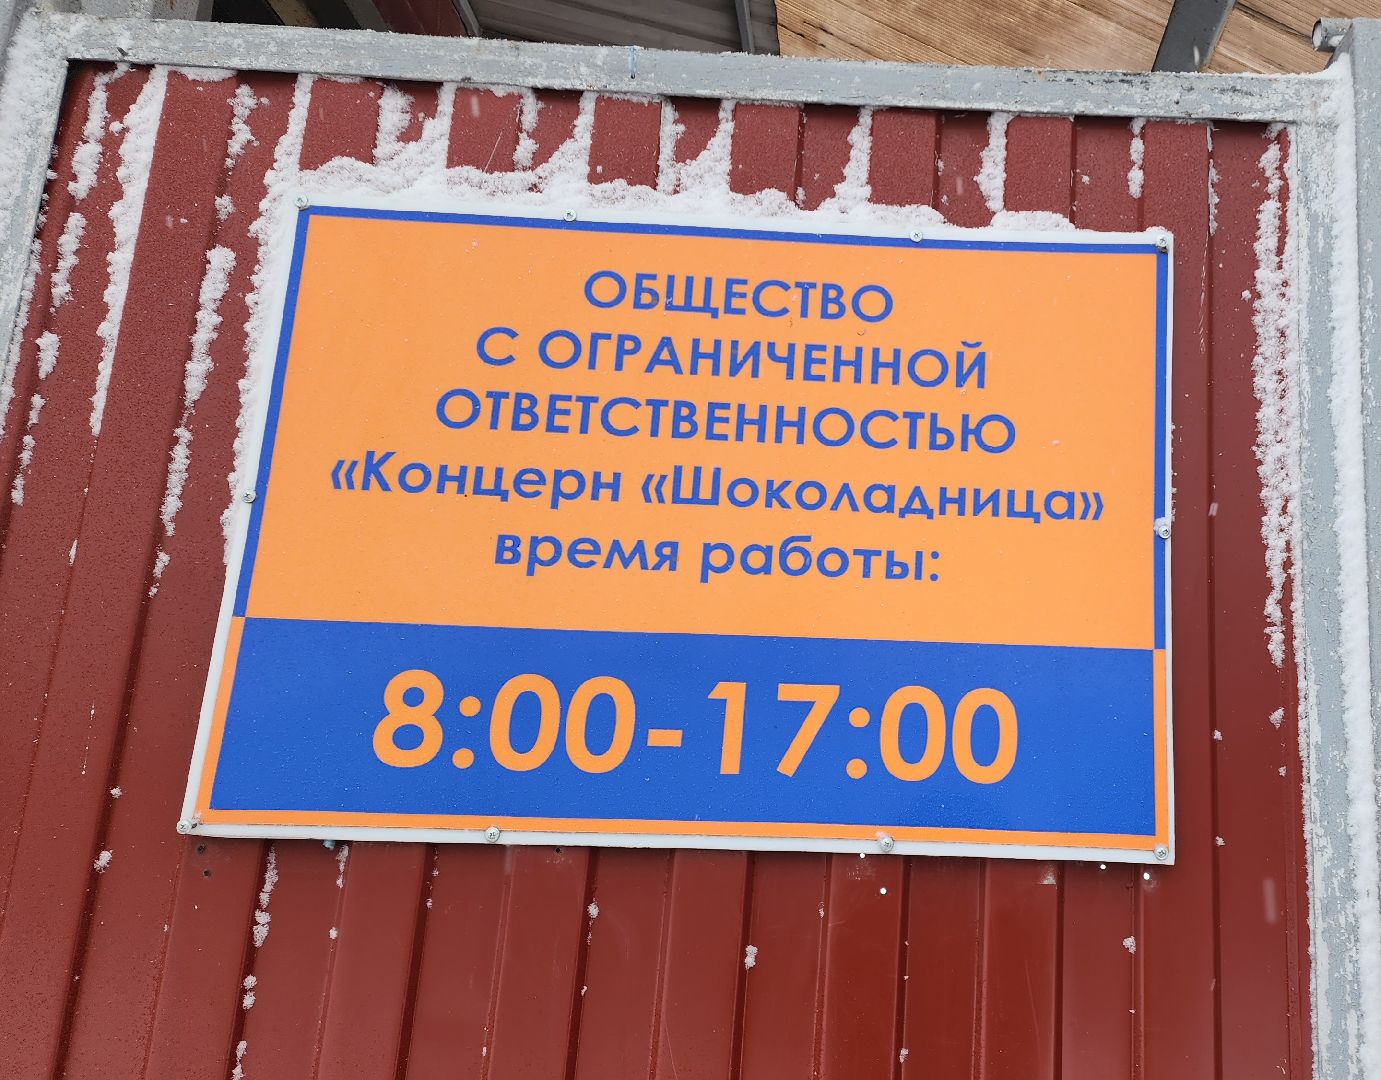 ОБЩЕСТВО
С ОГРАНИЧЕННОЙ
ОТВЕТСТВЕННОСТЬЮ
«Концерн «Шоколадница»
время работы:
8:00-17:00